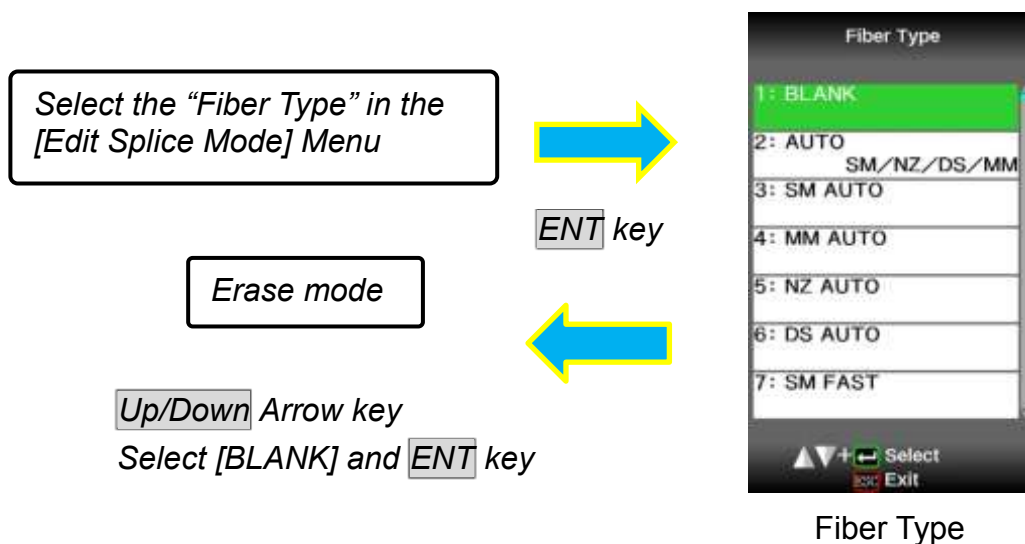 Select the “Fiber Type” in the
[Edit Splice Mode] Menu
ENT key
Erase mode
Up/Down Arrow key
Select [BLANK] and ENT key
Fiber Type
1: BLANK
2: AUTO
SM/NZ/DS/MM
3: SM AUTO
4: MM AUTO
5: NZ AUTO
6: DS AUTO
7: SM FAST
▲▼+↵ Select
ESC Exit
Fiber Type